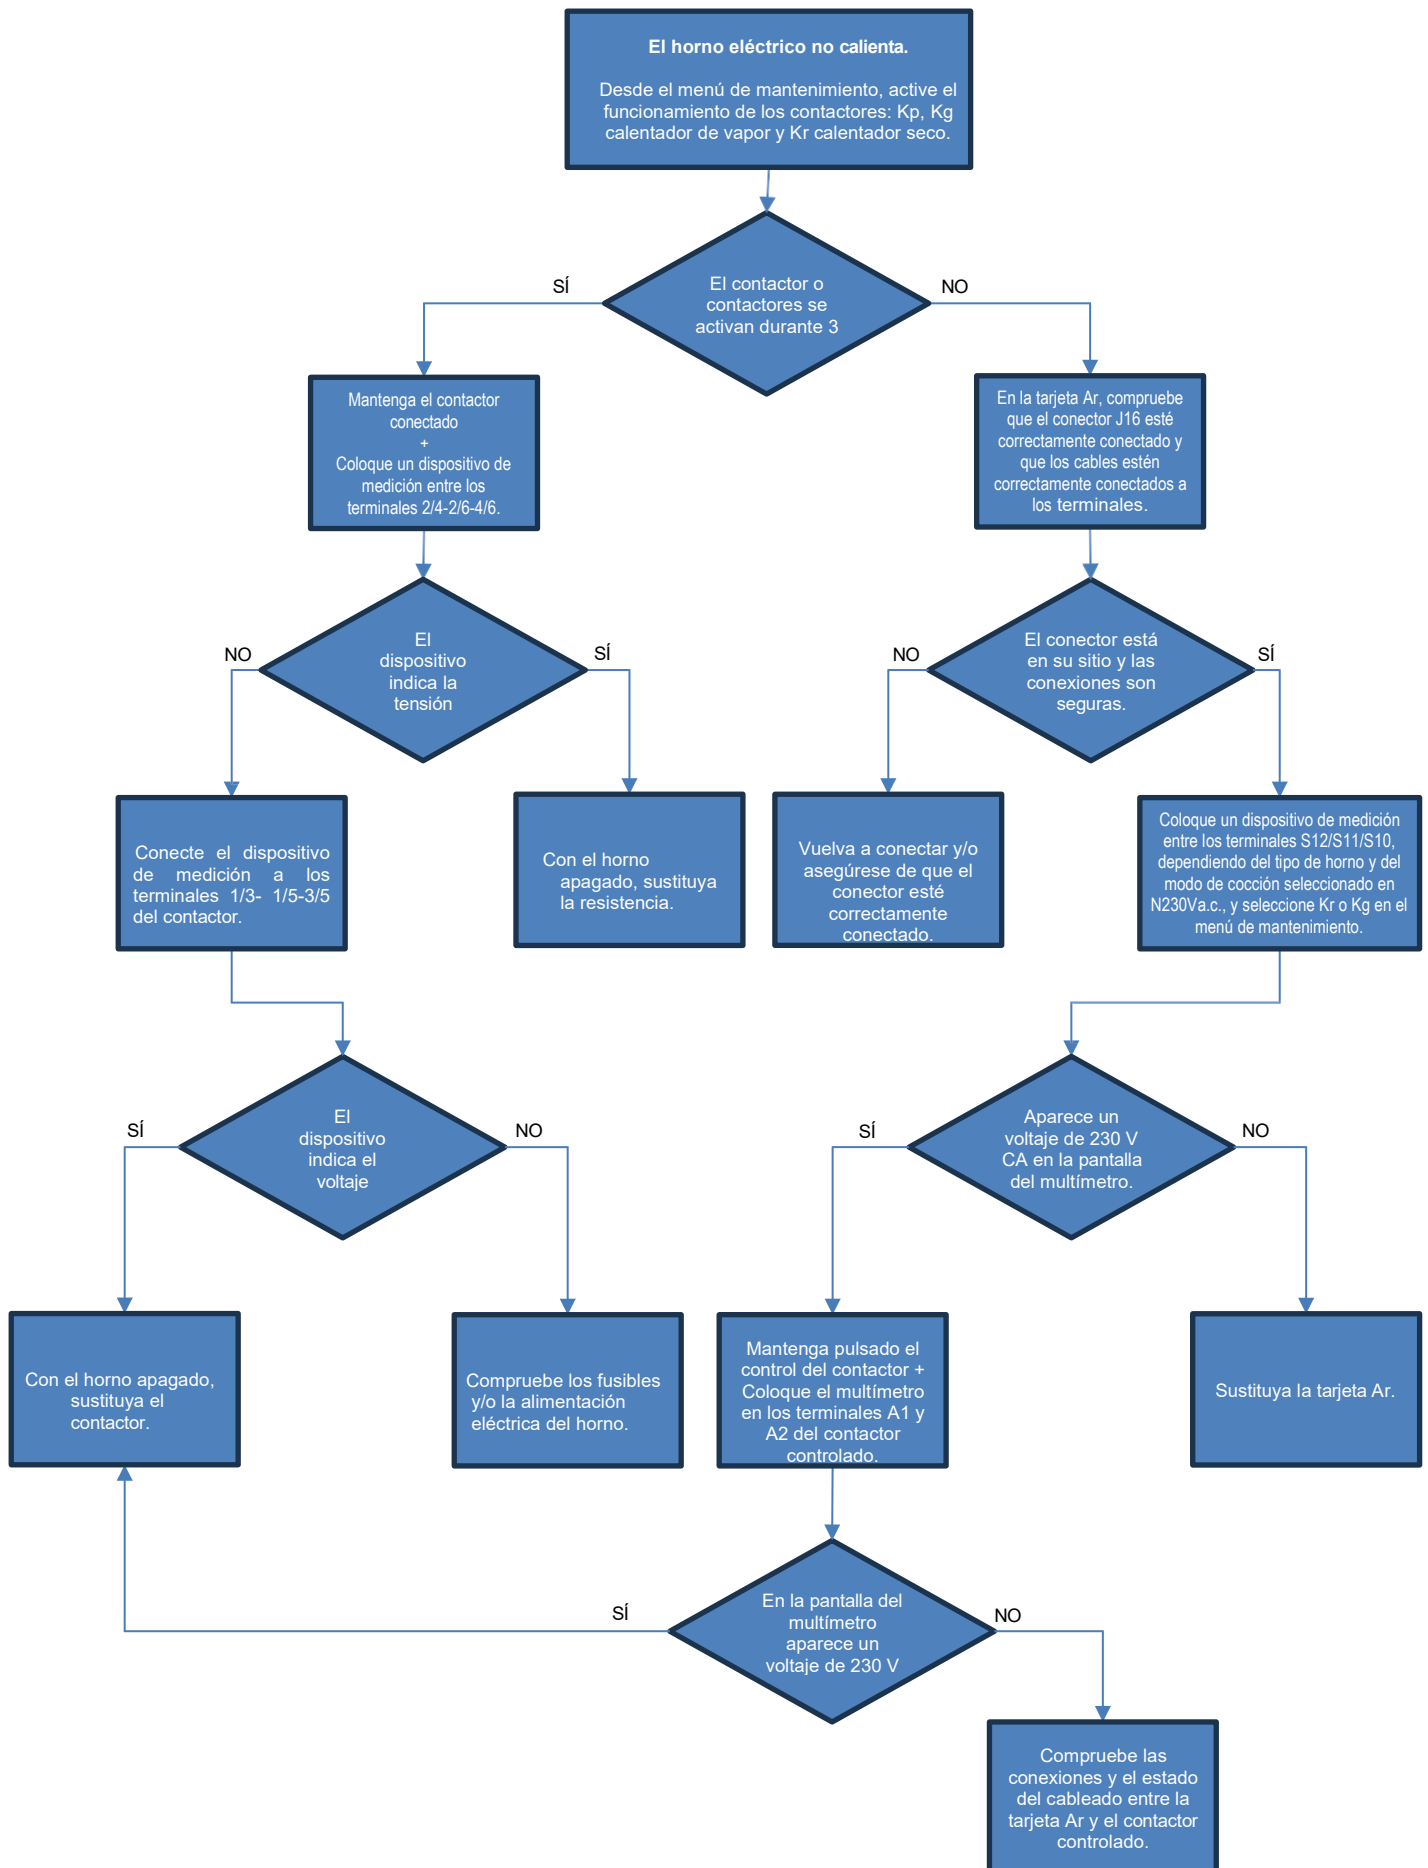 El horno eléctrico no calienta.
Desde el menú de mantenimiento, active el
funcionamiento de los contactores: Kp, Kg
calentador de vapor y Kr calentador seco.
SÍ
El contactor o
contactores se
activan durante 3
NO
Mantenga el contactor
conectado
+
Coloque un dispositivo de
medición entre los
terminales 2/4-2/6-4/6.
En la tarjeta Ar, compruebe
que el conector J16 esté
correctamente conectado y
que los cables estén
correctamente conectados a
los terminales.
NO
El
dispositivo
indica la
tensión
SÍ
NO
El conector está
en su sitio y las
conexiones son
seguras.
SÍ
Conecte el dispositivo
de medición a los
terminales 1/3- 1/5-3/5
del contactor.
Con el horno
apagado, sustituya
la resistencia.
Vuelva a conectar y/o
asegúrese de que el
conector esté
correctamente
conectado.
Coloque un dispositivo de medición
entre los terminales S12/S11/S10,
dependiendo del tipo de horno y del
modo de cocción seleccionado en
N230Va.c., y seleccione Kr o Kg en el
menú de mantenimiento.
SÍ
El
dispositivo
indica el
voltaje
NO
SÍ
Aparece un
voltaje de 230 V
CA en la pantalla
del multímetro.
NO
Con el horno apagado,
sustituya el
contactor.
Compruebe los fusibles
y/o la alimentación
eléctrica del horno.
Mantenga pulsado el
control del contactor +
Coloque el multímetro
en los terminales A1 y
A2 del contactor
controlado.
Sustituya la tarjeta Ar.
SÍ
En la pantalla del
multímetro
aparece un
voltaje de 230 V
NO
Compruebe las
conexiones y el estado
del cableado entre la
tarjeta Ar y el contactor
controlado.